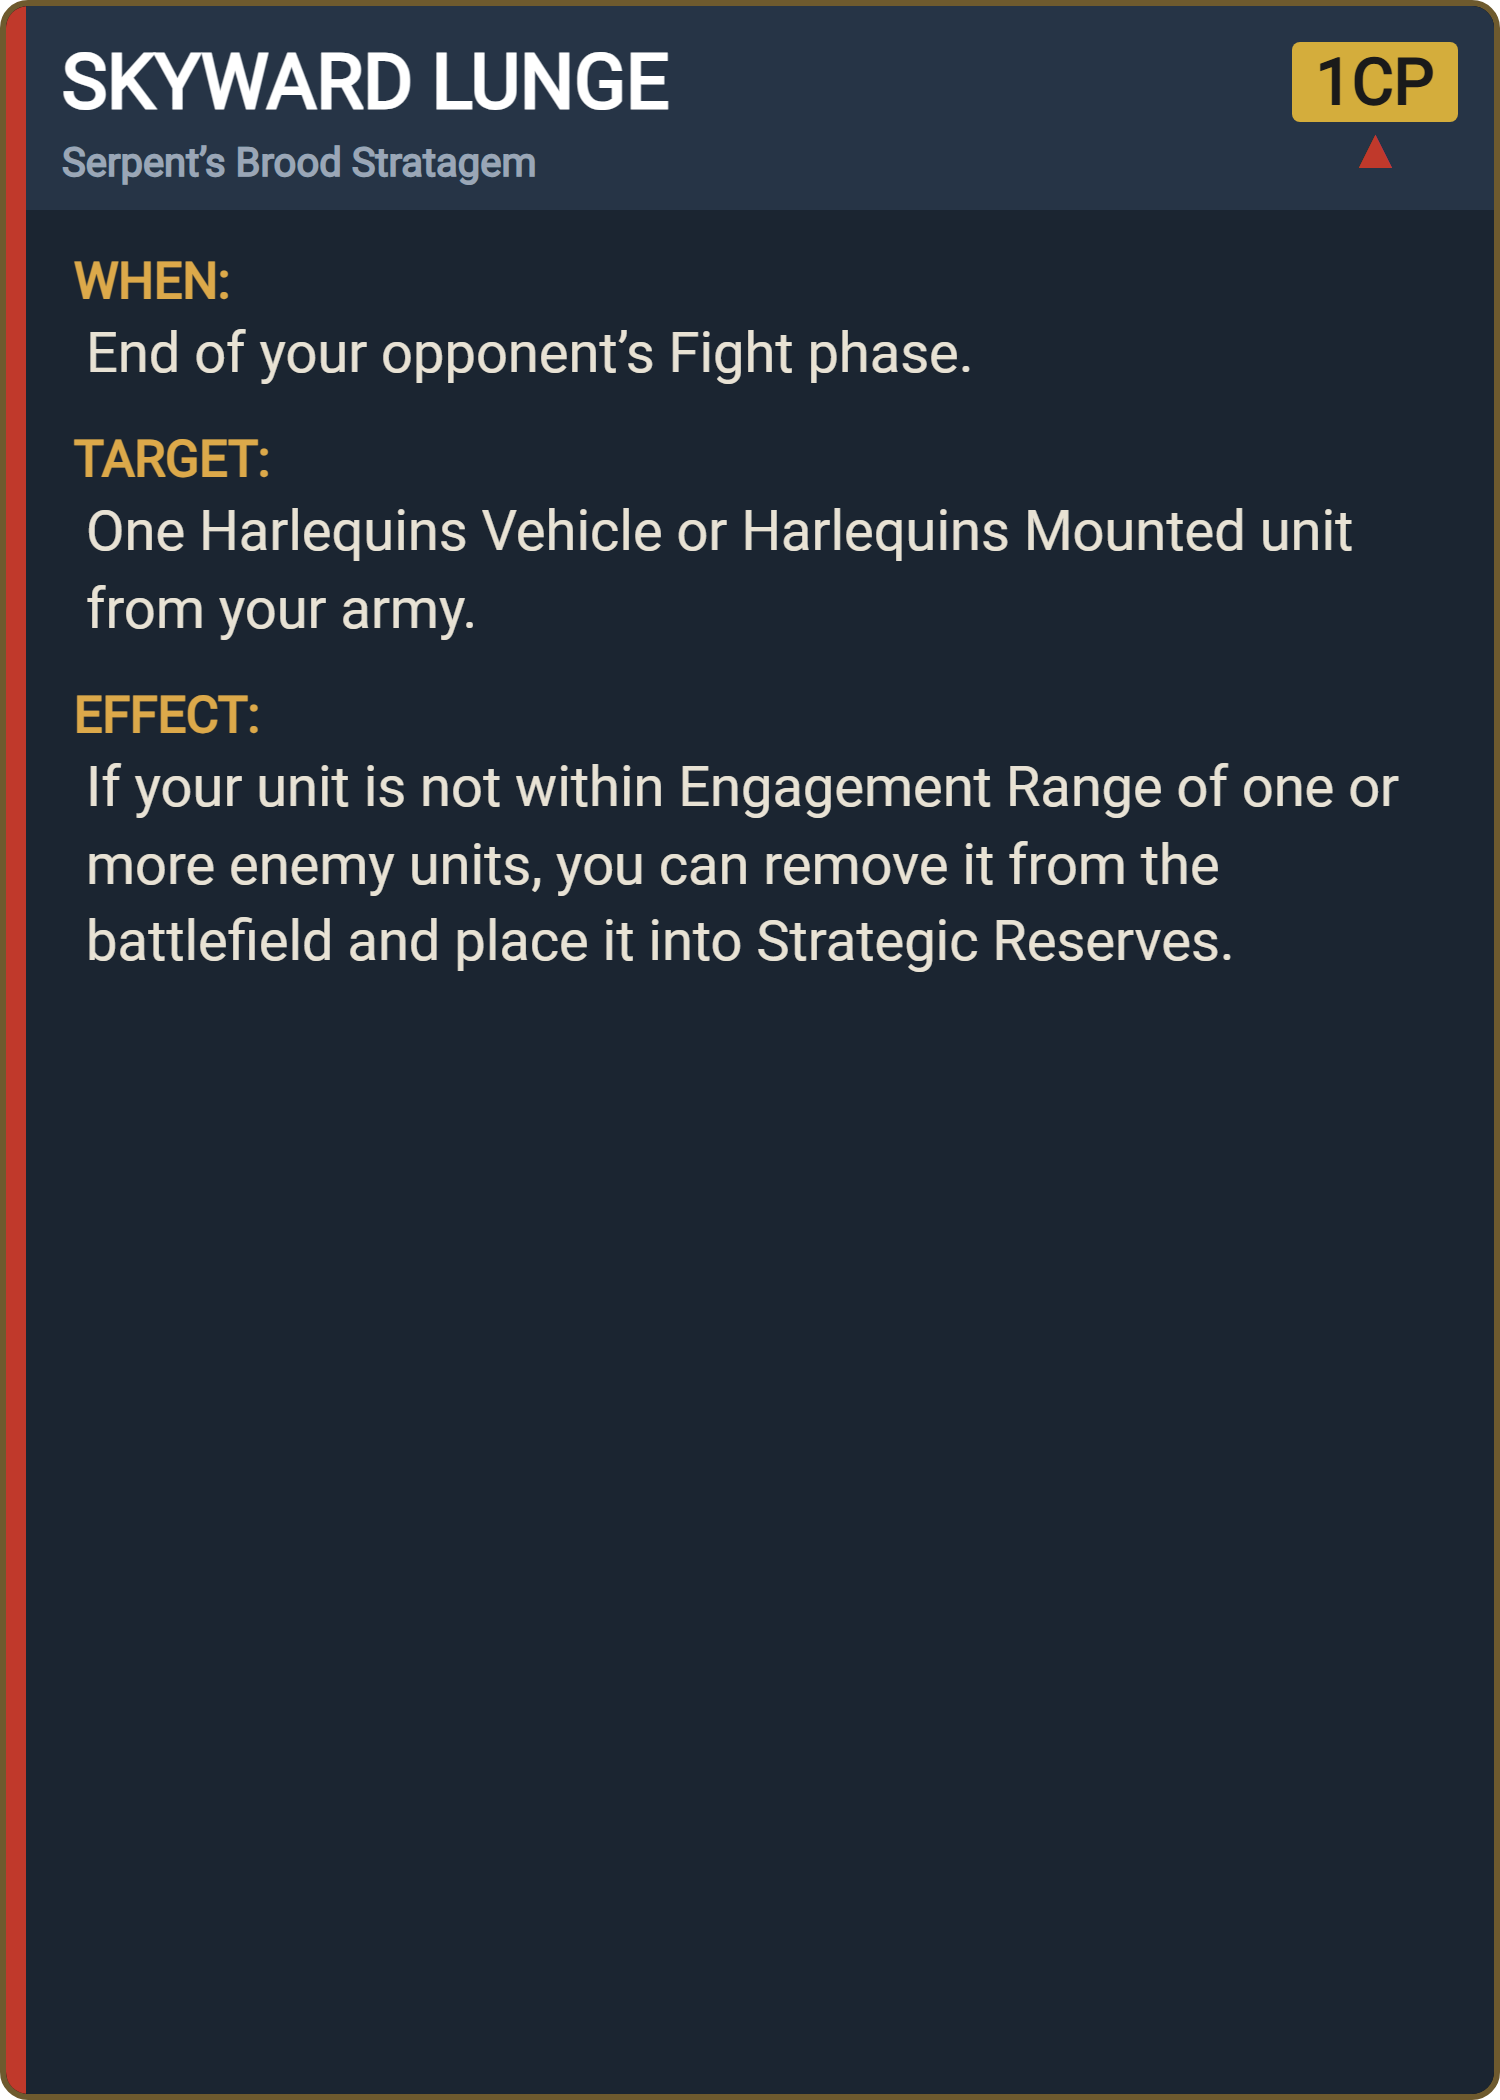 SKYWARD LUNGE
1CP
Serpent’s Brood Stratagem
WHEN:
End of your opponent’s Fight phase.
TARGET:
One Harlequins Vehicle or Harlequins Mounted unit
from your army.
EFFECT:
If your unit is not within Engagement Range of one or
more enemy units, you can remove it from the
battlefield and place it into Strategic Reserves.